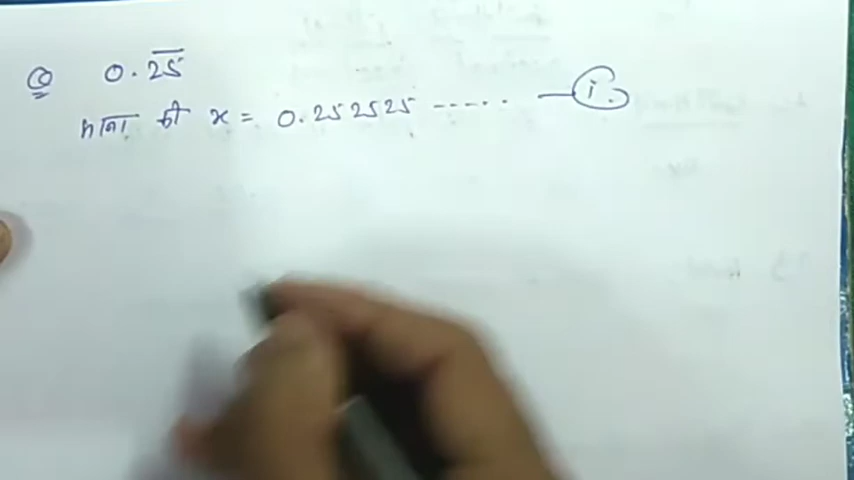 Q 0.2̅5̅
माना की x = 0.252525 ----- — i.